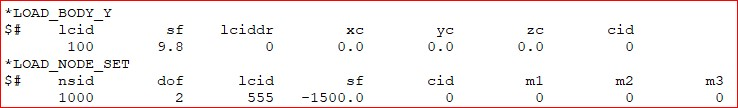 *LOAD_BODY_Y
$# lcid sf lciddr xc yc zc cid
100 9.8 0 0.0 0.0 0.0 0
*LOAD_NODE_SET
$# nsid dof lcid sf cid m1 m2 m3
1000 2 555 -1500.0 0 0 0 0